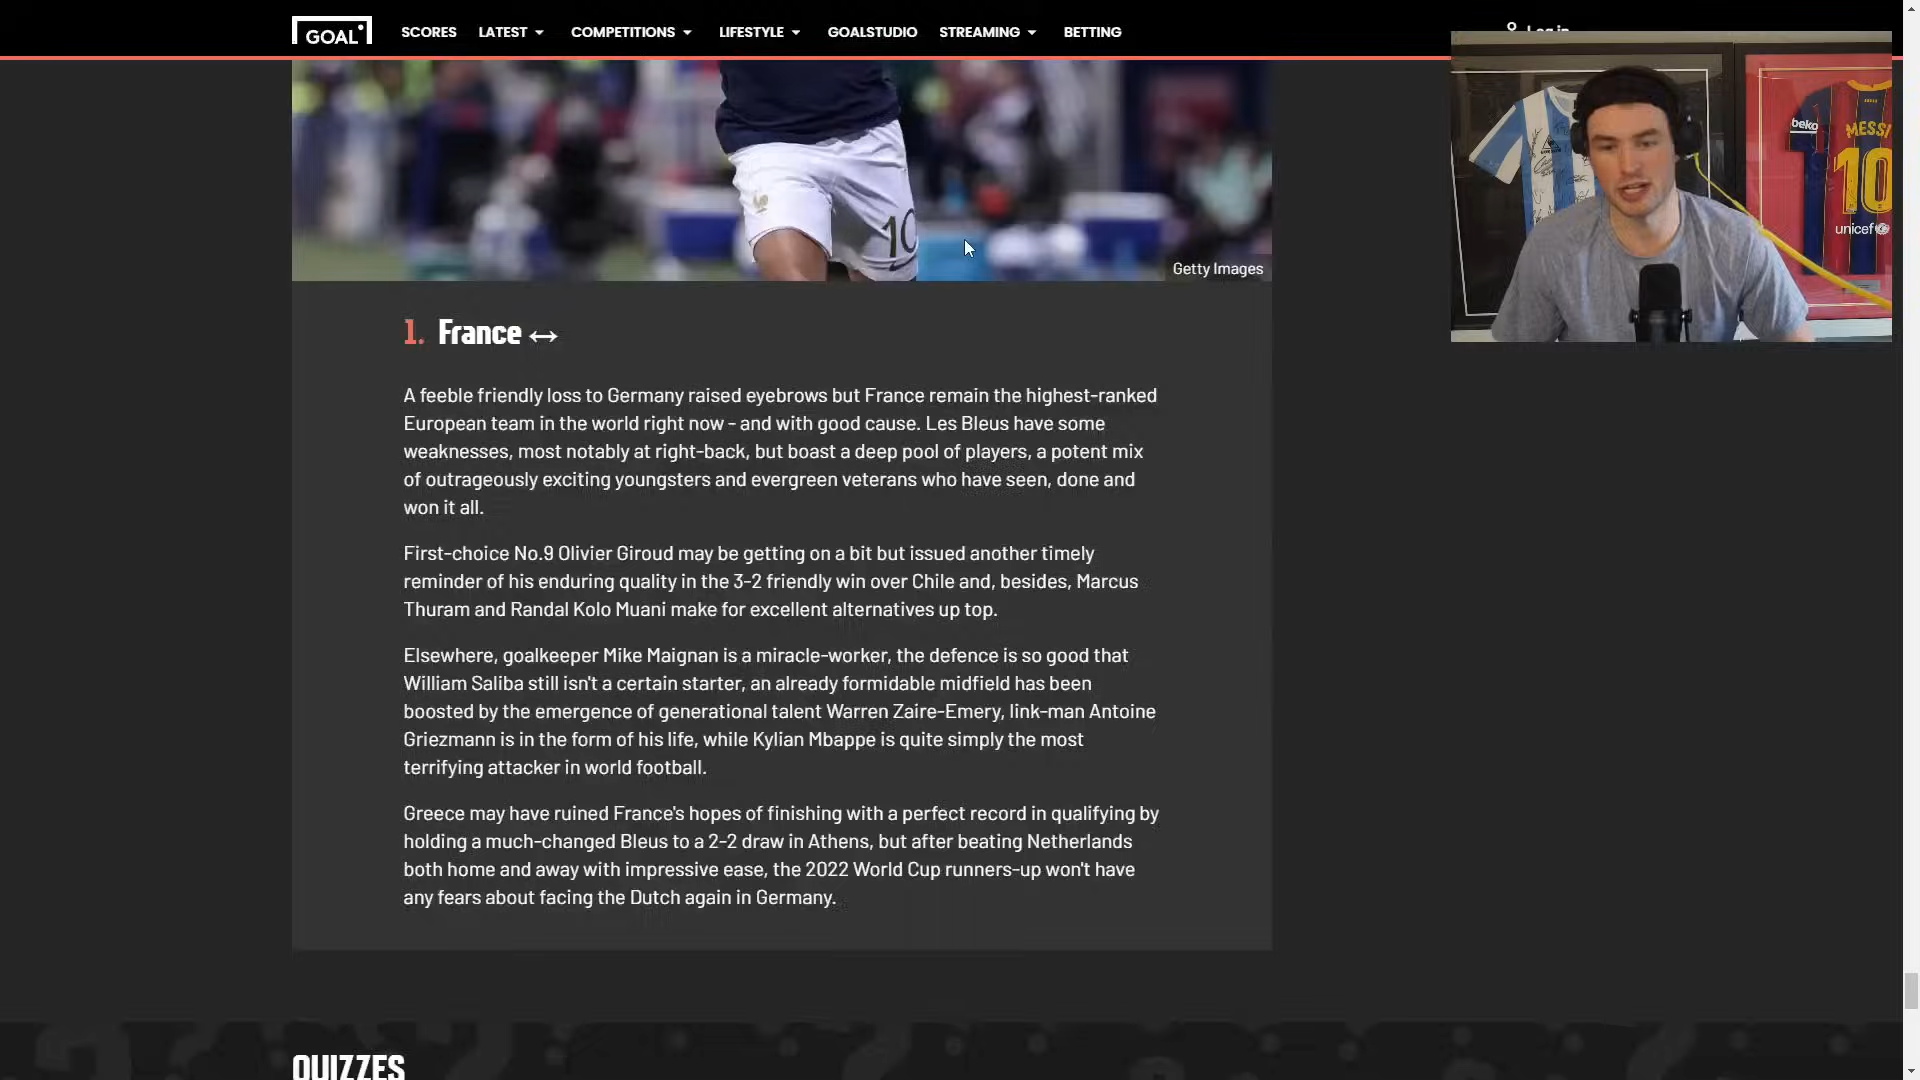 GOAL SCORES LATEST COMPETITIONS LIFESTYLE GOALSTUDIO STREAMING BETTING Log in
beko
MESSI
10
unicef
10
Getty Images
1. France ↔
A feeble friendly loss to Germany raised eyebrows but France remain the highest-ranked
European team in the world right now - and with good cause. Les Bleus have some
weaknesses, most notably at right-back, but boast a deep pool of players, a potent mix
of outrageously exciting youngsters and evergreen veterans who have seen, done and
won it all.
First-choice No.9 Olivier Giroud may be getting on a bit but issued another timely
reminder of his enduring quality in the 3-2 friendly win over Chile and, besides, Marcus
Thuram and Randal Kolo Muani make for excellent alternatives up top.
Elsewhere, goalkeeper Mike Maignan is a miracle-worker, the defence is so good that
William Saliba still isn't a certain starter, an already formidable midfield has been
boosted by the emergence of generational talent Warren Zaire-Emery, link-man Antoine
Griezmann is in the form of his life, while Kylian Mbappe is quite simply the most
terrifying attacker in world football.
Greece may have ruined France's hopes of finishing with a perfect record in qualifying by
holding a much-changed Bleus to a 2-2 draw in Athens, but after beating Netherlands
both home and away with impressive ease, the 2022 World Cup runners-up won't have
any fears about facing the Dutch again in Germany.
QUIZZES